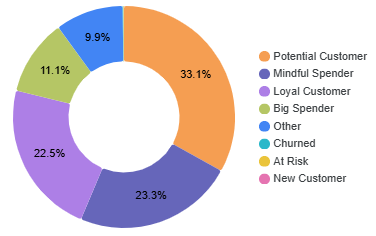 9.9%
11.1%
33.1%
22.5%
23.3%
Potential Customer
Mindful Spender
Loyal Customer
Big Spender
Other
Churned
At Risk
New Customer